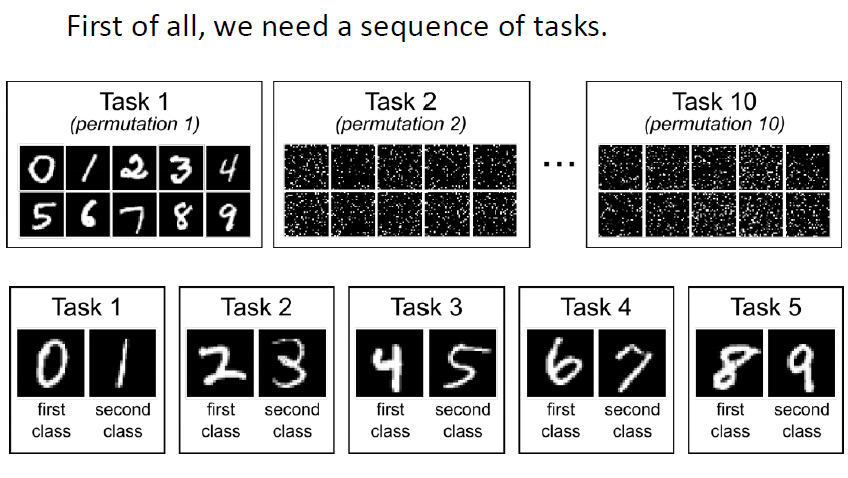 First of all, we need a sequence of tasks.
Task 1
(permutation 1)
0 1 2 3 4
5 6 7 8 9
Task 2
(permutation 2)
...
Task 10
(permutation 10)
Task 1
0 1
first second
class class
Task 2
2 3
first second
class class
Task 3
4 5
first second
class class
Task 4
6 7
first second
class class
Task 5
8 9
first second
class class